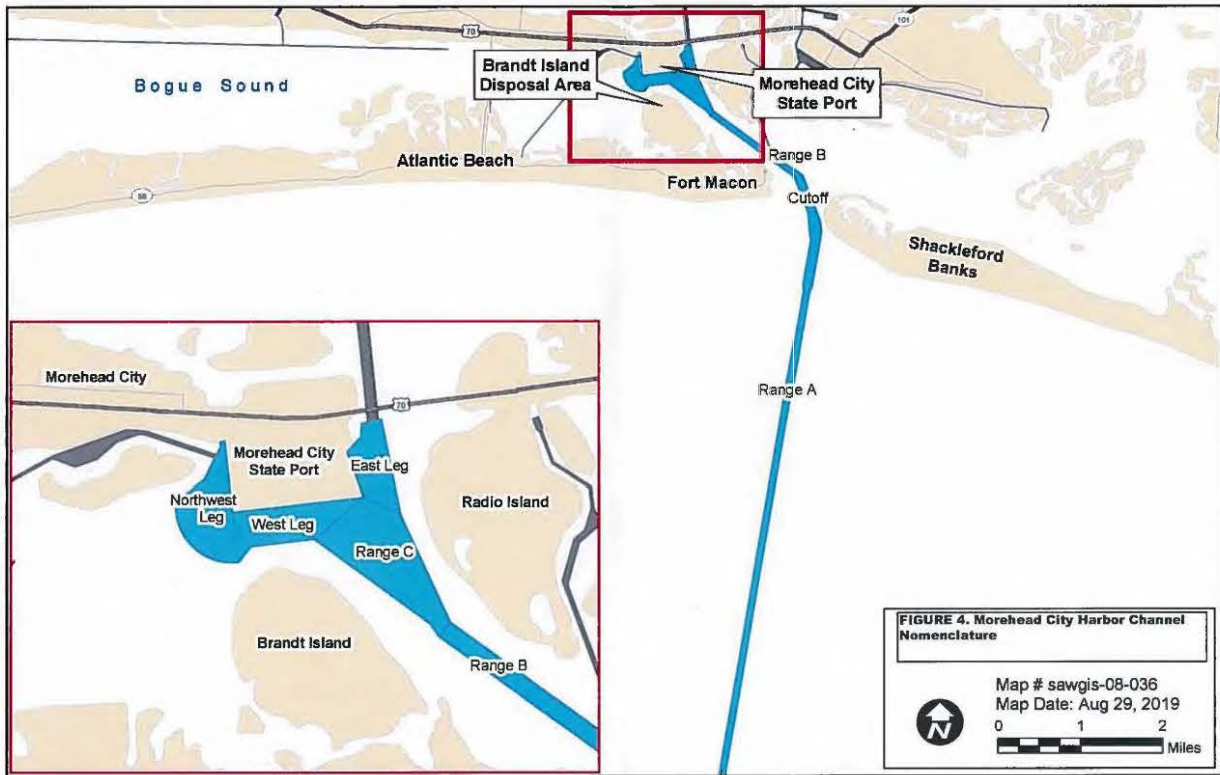 70
101
Brandt Island
Disposal Area
Morehead City
State Port
Bogue Sound
Atlantic Beach
Range B
Fort Macon
Cutoff
58
Shackleford
Banks
Range A
Morehead City
70
Morehead City
State Port
East Leg
Northwest
Leg
West Leg
Radio Island
Range C
Brandt Island
Range B
FIGURE 4. Morehead City Harbor Channel
Nomenclature
Map # sawgis-08-036
Map Date: Aug 29, 2019
N
0 1 2
Miles